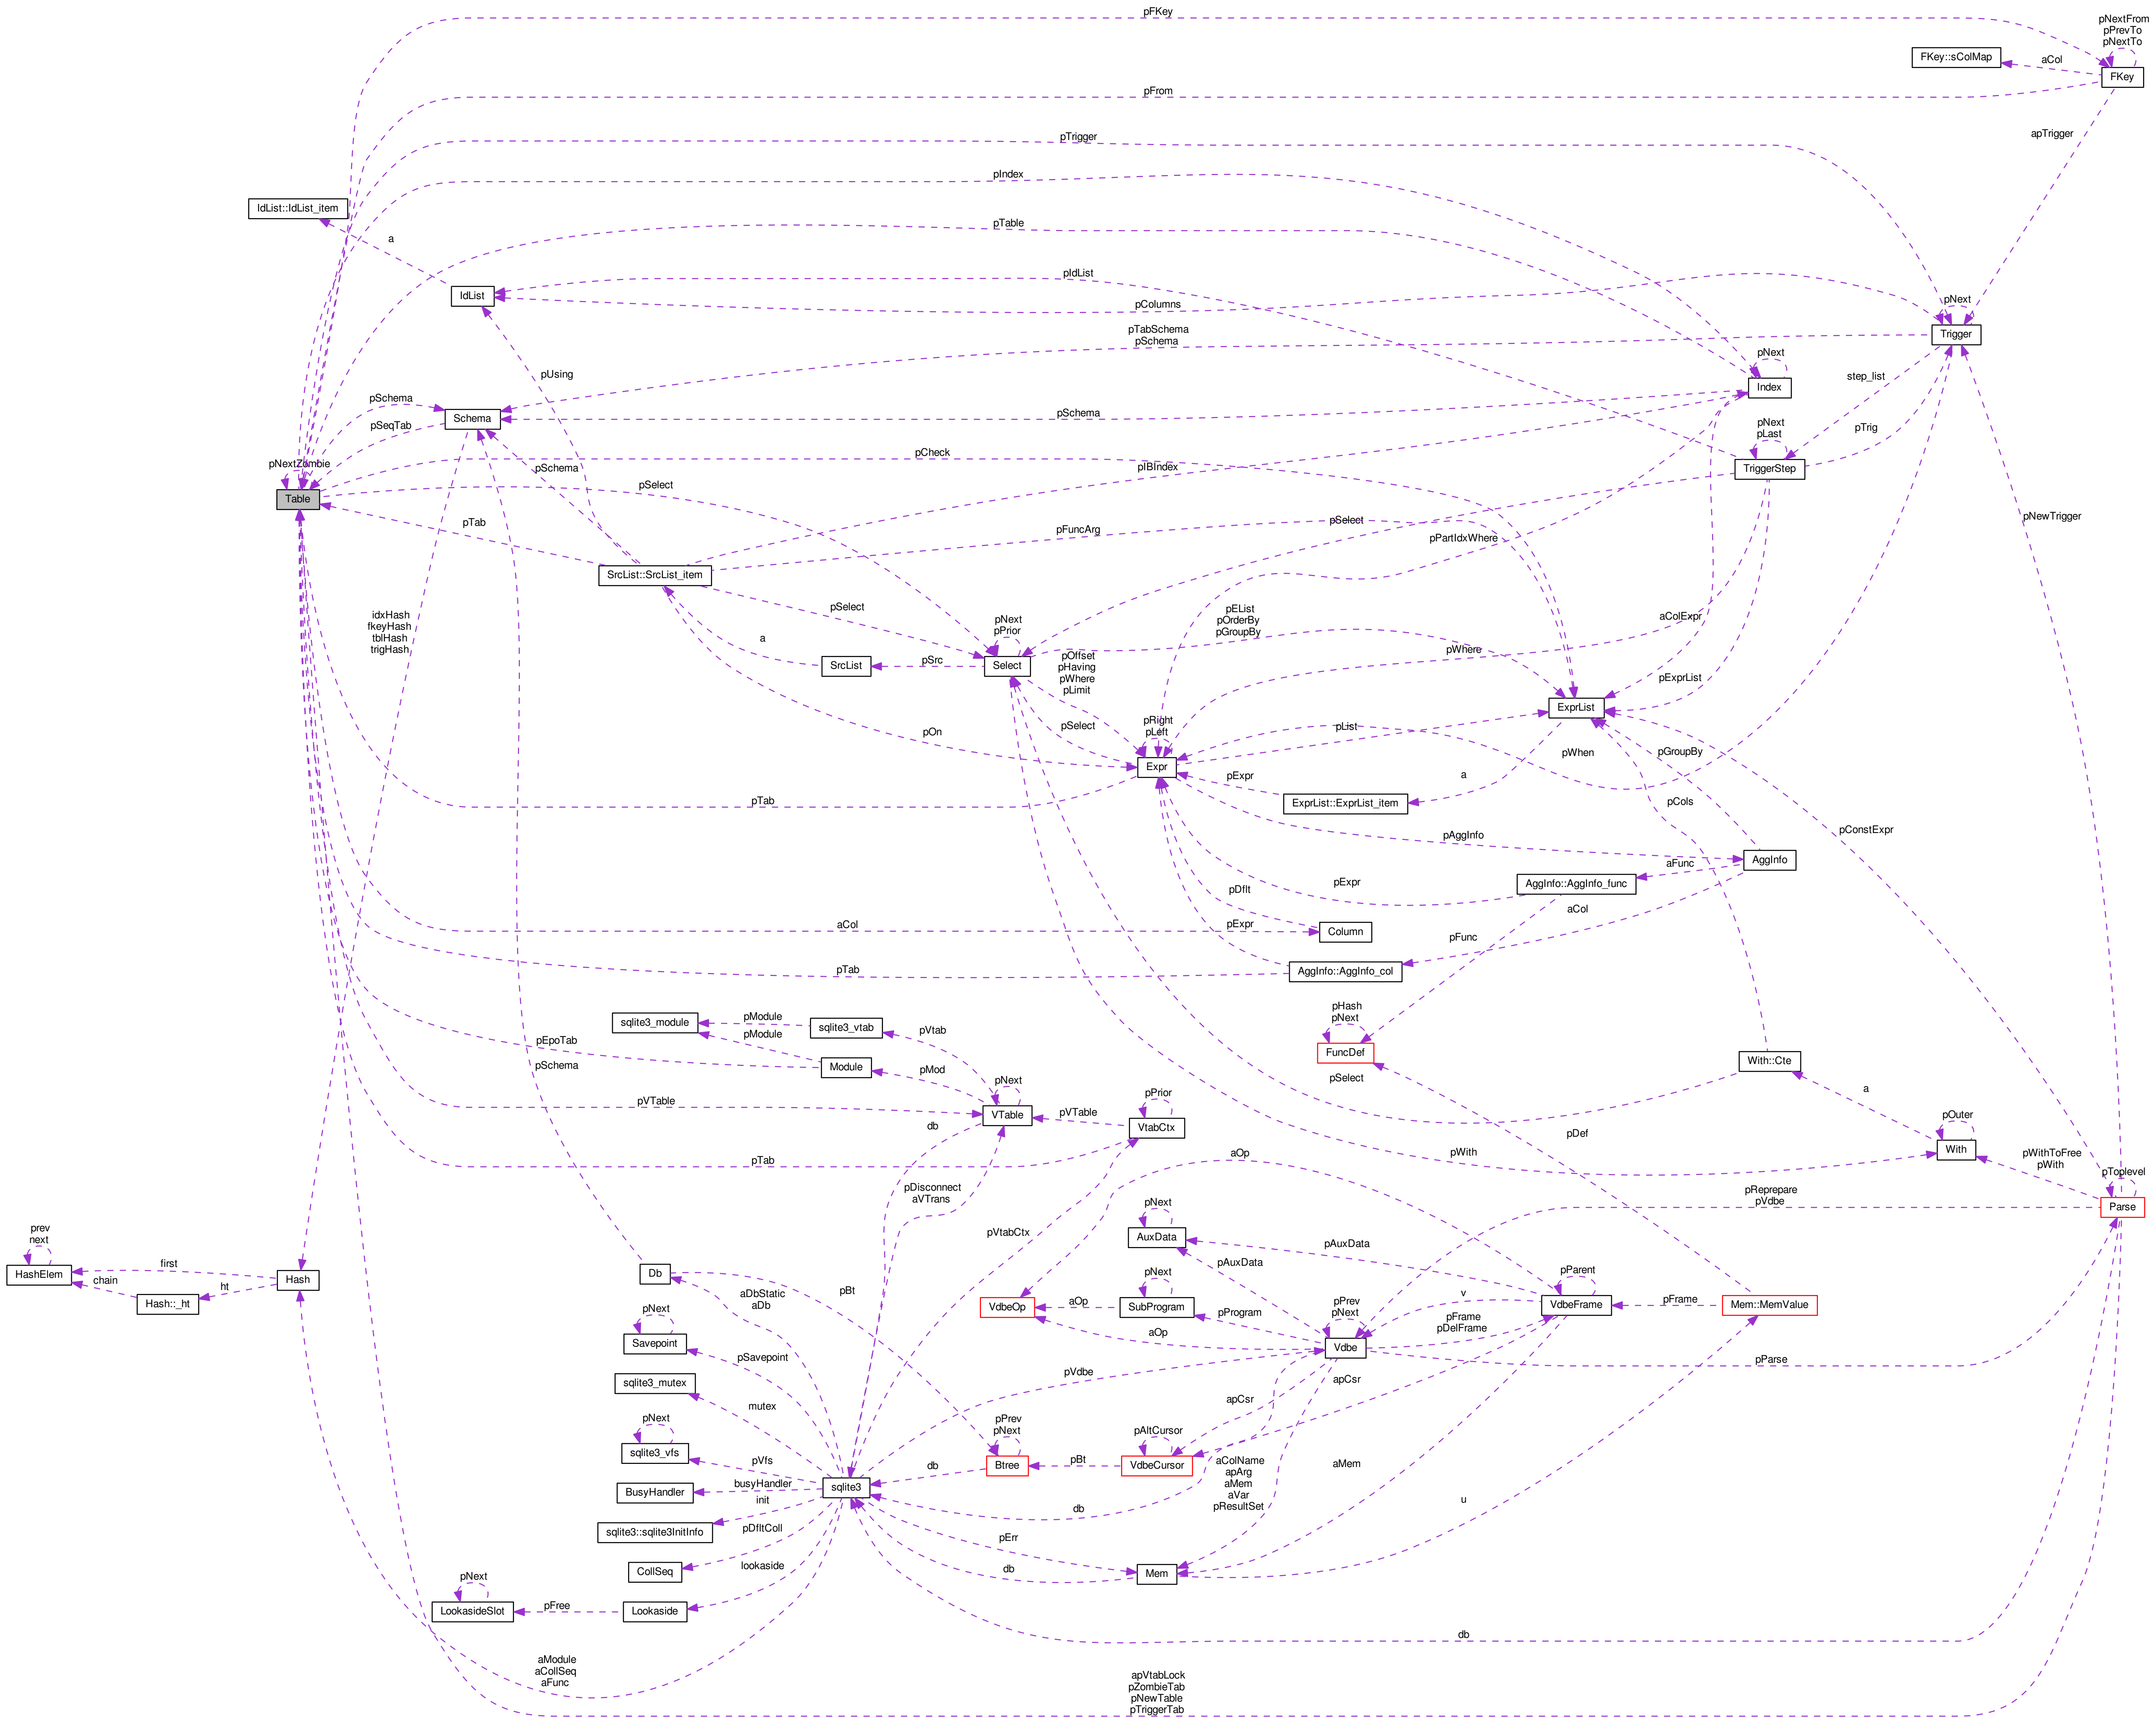 pFKey
pNextFrom
pPrevTo
pNextTo
FKey::sColMap
aCol
FKey
pFrom
apTrigger
pTrigger
pIndex
IdList::IdList_item
pTable
a
pIdList
IdList
pColumns
pNext
pTabSchema
pSchema
Trigger
pNext
pUsing
step_list
Index
pSchema
Schema
pSchema
pSeqTab
pNext
pLast
pTrig
pCheck
pNextZombie
pSchema
pIBIndex
TriggerStep
pSelect
Table
pTab
pFuncArg
pSelect
pNewTrigger
pPartIdxWhere
SrcList::SrcList_item
pSelect
idxHash
fkeyHash
tblHash
trigHash
pNext
pPrior
pEList
pOrderBy
pGroupBy
aColExpr
a
pOffset
pHaving
pWhere
pLimit
pWhere
SrcList
pSrc
Select
pExprList
ExprList
pOn
pSelect
pRight
pLeft
pList
pWhen
pGroupBy
Expr
pExpr
a
pTab
ExprList::ExprList_item
pCols
pAggInfo
pConstExpr
AggInfo
aFunc
pExpr
AggInfo::AggInfo_func
pDflt
aCol
aCol
pExpr
Column
pFunc
pTab
AggInfo::AggInfo_col
sqlite3_module
pModule
sqlite3_vtab
pHash
pNext
pModule
pVtab
pEpoTab
FuncDef
With::Cte
pSchema
Module
pMod
pNext
pSelect
a
pPrior
pVTable
VTable
pVTable
VtabCtx
pOuter
db
pDef
With
pTab
aOp
pWith
pWithToFree
pWith
pToplevel
pDisconnect
aVTrans
pReprepare
pVdbe
Parse
pNext
prev
next
pVtabCtx
AuxData
pAuxData
HashElem
first
Hash
Db
pAuxData
pParent
chain
ht
pBt
pNext
Hash::_ht
aDbStatic
aDb
VdbeOp
aOp
SubProgram
pProgram
pPrev
pNext
v
VdbeFrame
pFrame
Mem::MemValue
pNext
pFrame
pDelFrame
aOp
Savepoint
pSavepoint
Vdbe
pParse
pVdbe
sqlite3_mutex
mutex
apCsr
apCsr
pNext
pPrev
pNext
pAltCursor
sqlite3_vfs
pVfs
aColName
apArg
aMem
aVar
pResultSet
aMem
Btree
pBt
VdbeCursor
db
BusyHandler
busyHandler
sqlite3
init
u
db
sqlite3::sqlite3InitInfo
pDfltColl
pErr
CollSeq
lookaside
db
Mem
pNext
LookasideSlot
pFree
Lookaside
db
aModule
aCollSeq
aFunc
apVtabLock
pZombieTab
pNewTable
pTriggerTab